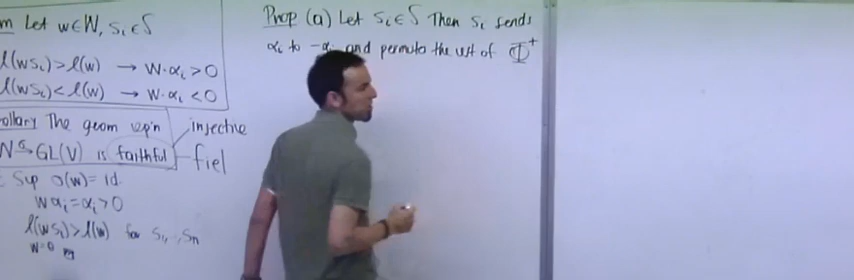 m Let w∈W, sᵢ∈S
l(wsᵢ)>l(w) → w·αᵢ>0
l(wsᵢ)<l(w) → w·αᵢ<0
ollary The geom rep'n
injective
W →σ GL(V) is faithful
fiel
Sup σ(w)=id.
wαᵢ=αᵢ>0
l(wsᵢ)>l(w) for s₁,..,sₙ
Prop (a) Let sᵢ∈S Then sᵢ sends
αᵢ to -αᵢ and permutes the rest of Φ⁺